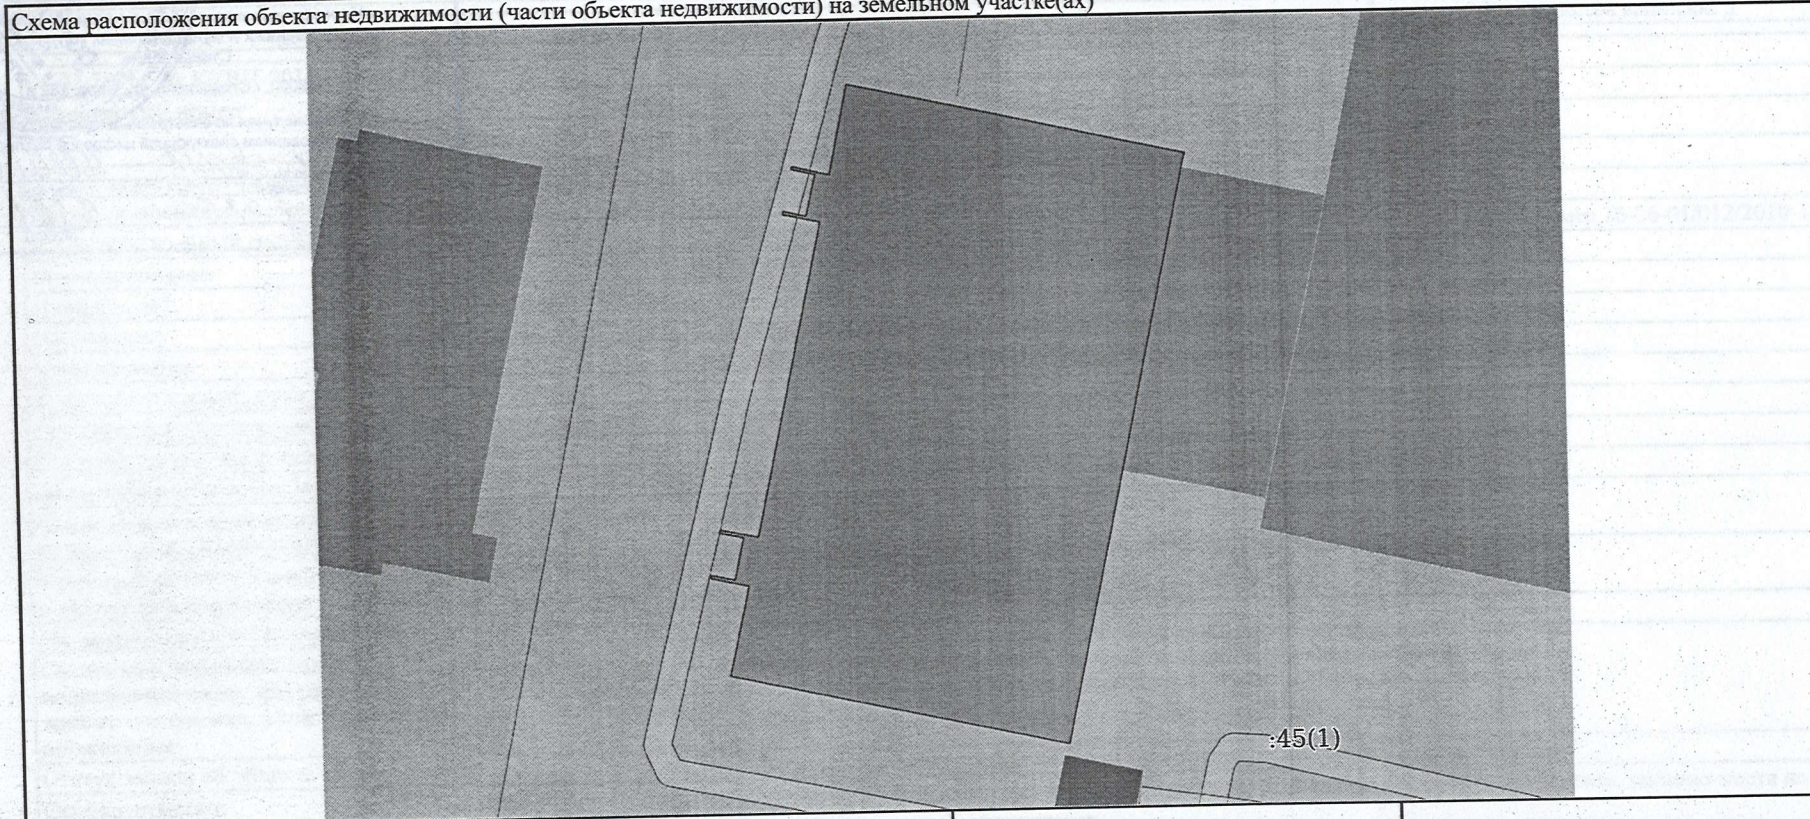 Схема расположения объекта недвижимости (части объекта недвижимости) на земельном участке(ах)
:45(1)